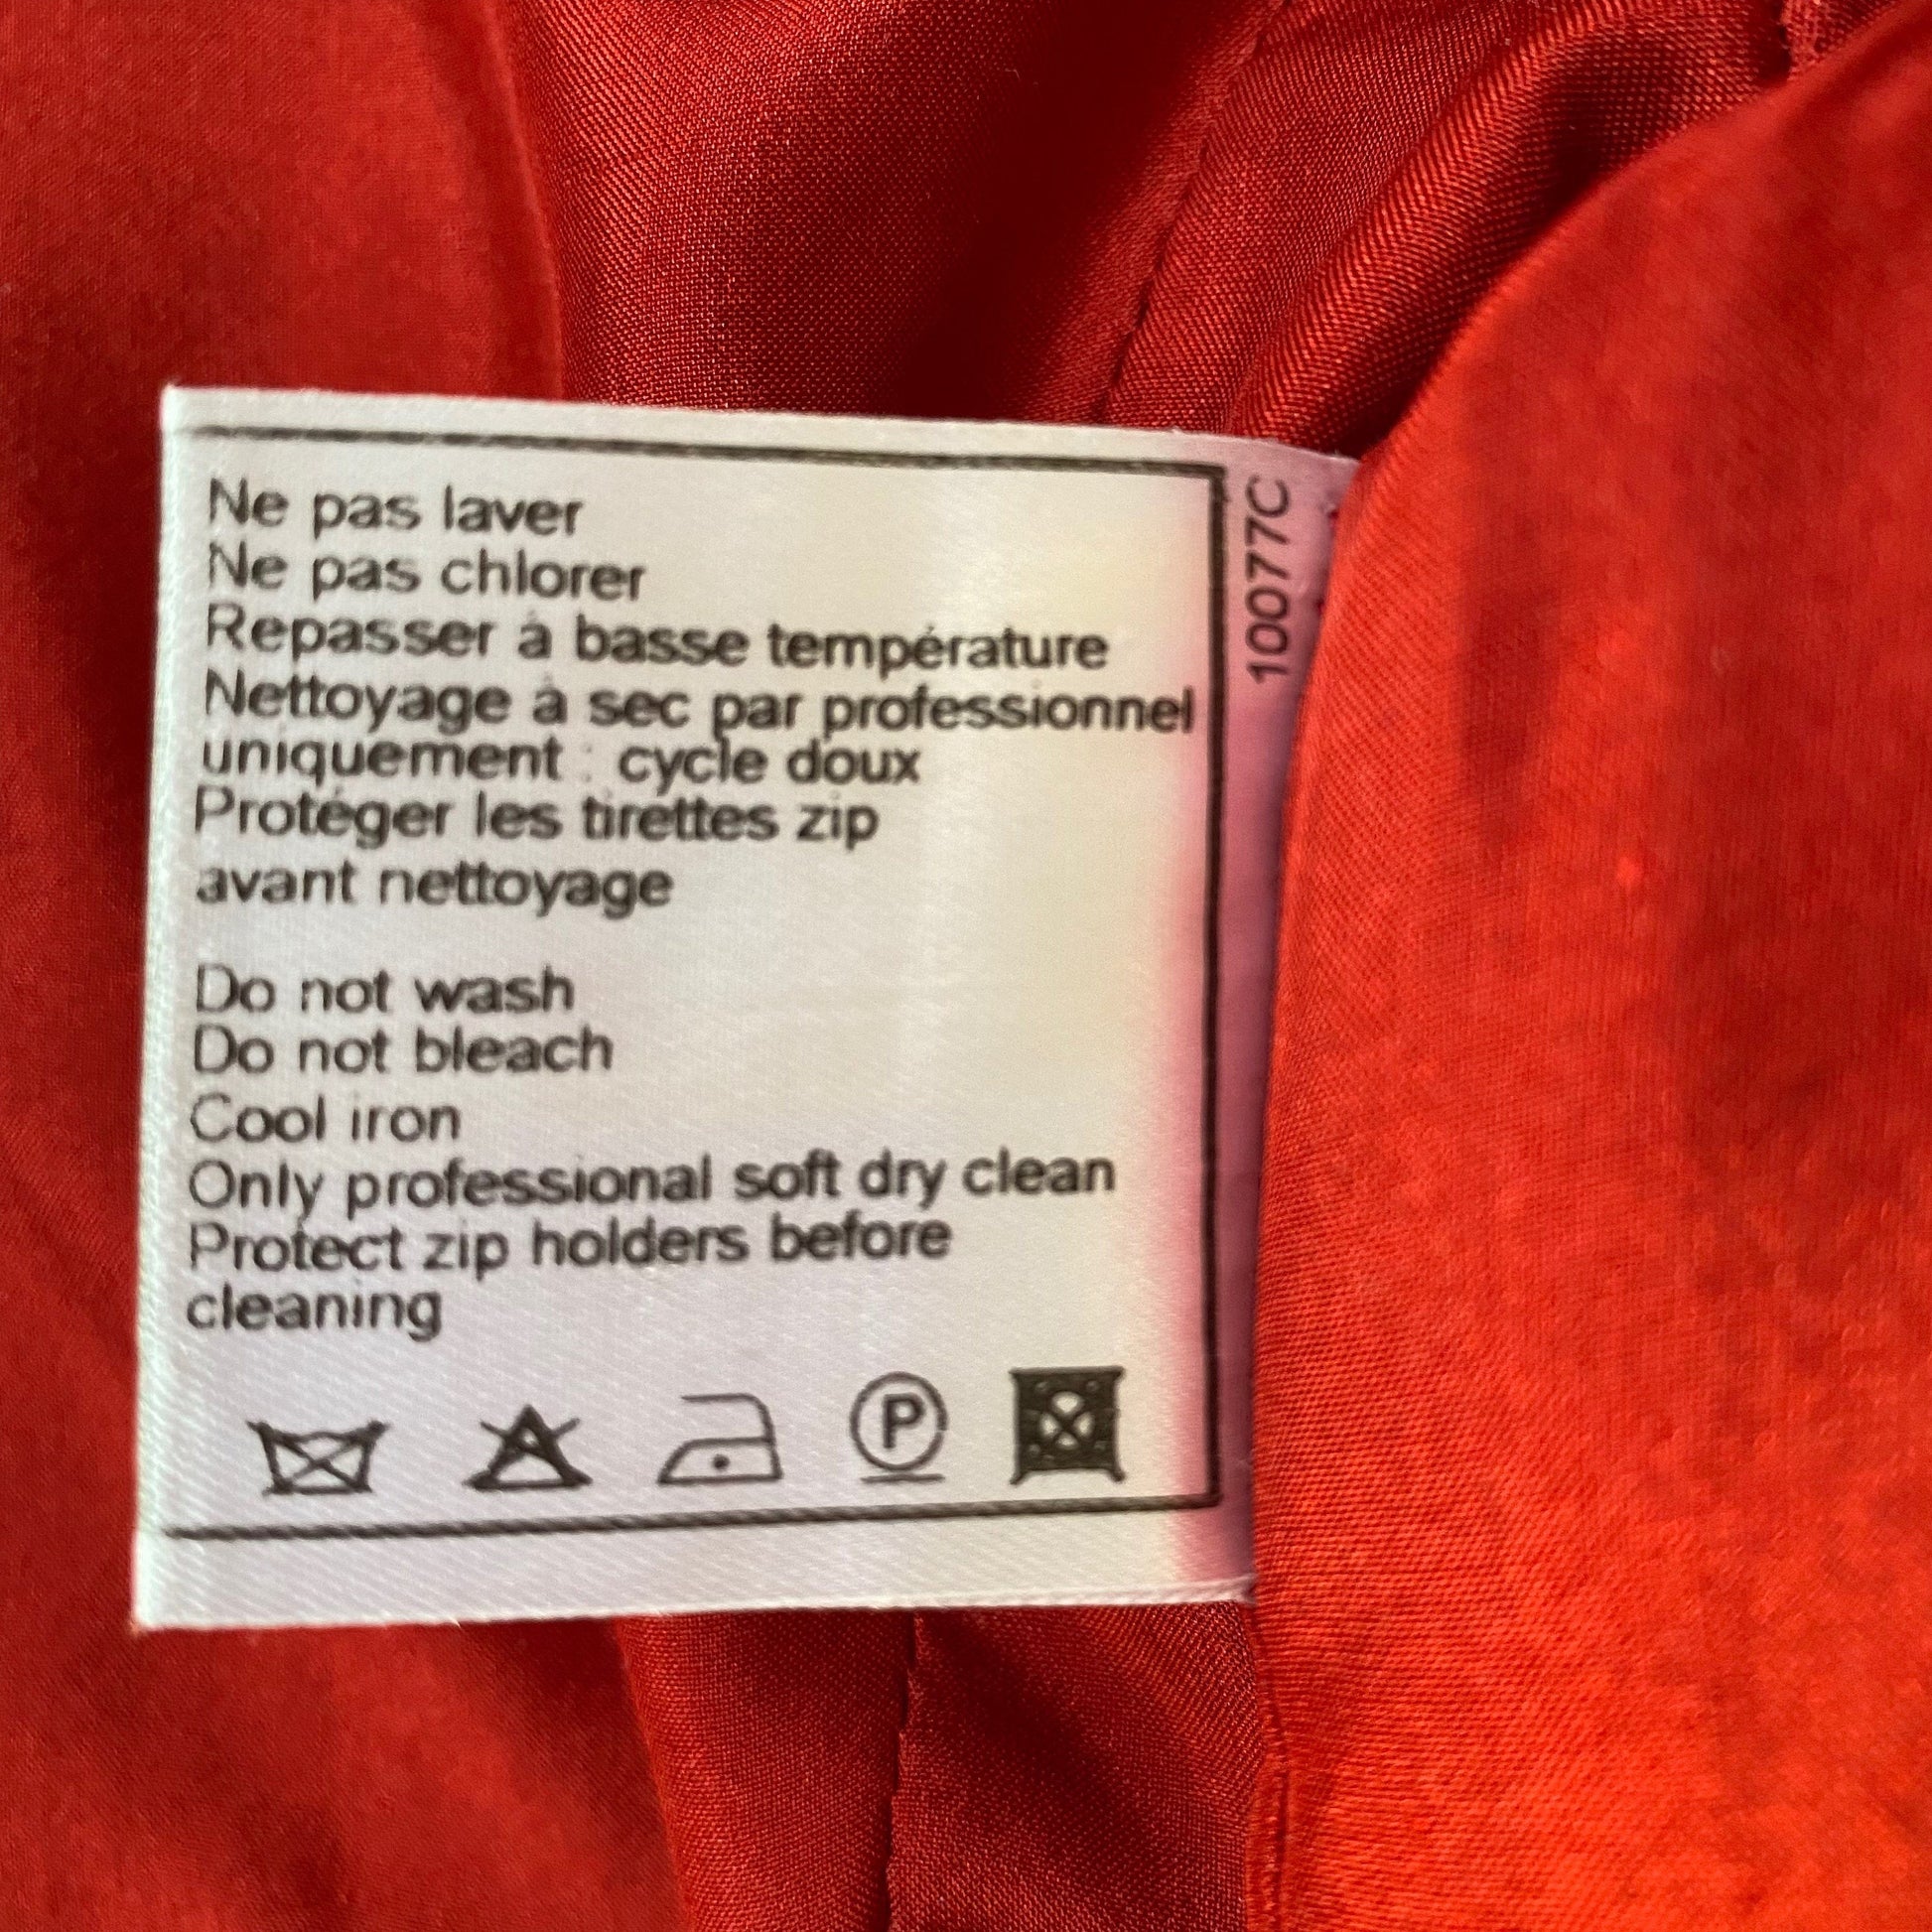 Ne pas laver
Ne pas chlorer
Repasser à basse température
Nettoyage à sec par professionnel
uniquement : cycle doux
Protéger les tirettes zip
avant nettoyage
Do not wash
Do not bleach
Cool iron
Only professional soft dry clean
Protect zip holders before
cleaning
P
10077C